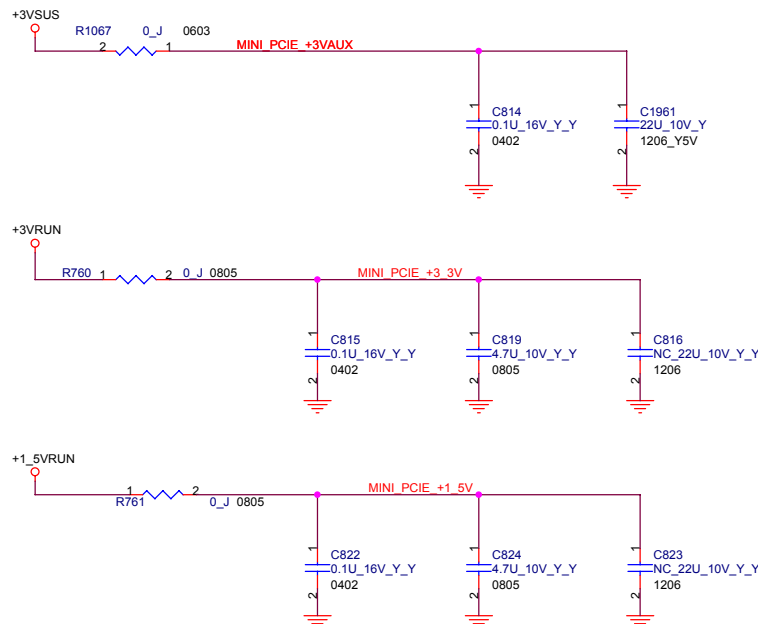 +3VSUS
R1067 0_J 0603
2 1 MINI_PCIE_+3VAUX
1 C814
0.1U_16V_Y_Y
2 0402
1 C1961
22U_10V_Y
2 1206_Y5V
+3VRUN
R760 1 2 0_J 0805 MINI_PCIE_+3_3V
1 C815
0.1U_16V_Y_Y
2 0402
1 C819
4.7U_10V_Y_Y
2 0805
1 C816
NC_22U_10V_Y_Y
2 1206
+1_5VRUN
1 2 MINI_PCIE_+1_5V
R761 0_J 0805
1 C822
0.1U_16V_Y_Y
2 0402
1 C824
4.7U_10V_Y_Y
2 0805
1 C823
NC_22U_10V_Y_Y
2 1206